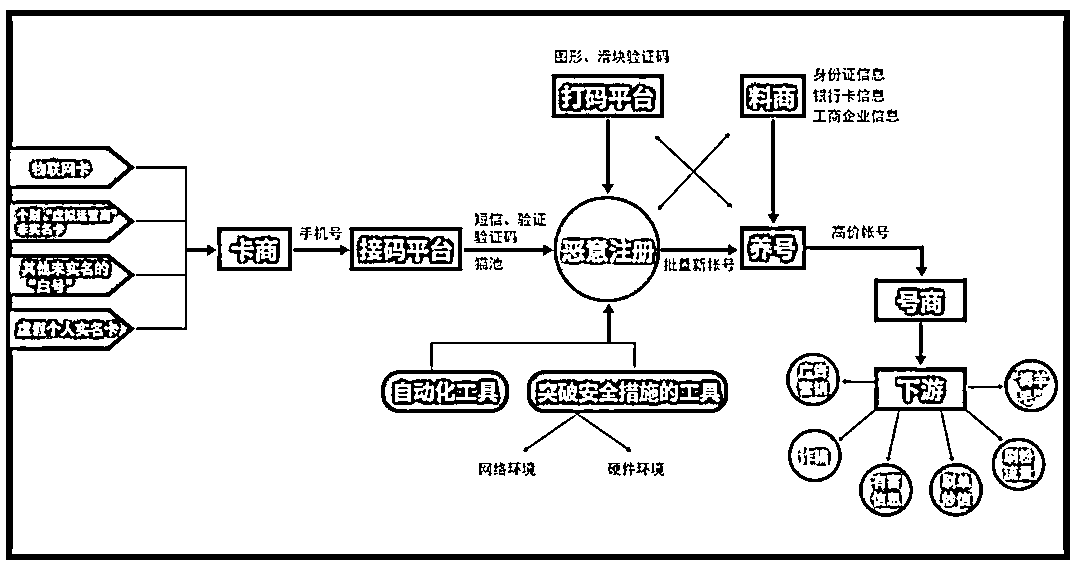 图形、滑块验证码
打码平台
料商
身份证信息
银行卡信息
工商企业信息
物联网卡
个别“虚拟运营商”
非实名卡
其他未实名的
“白号”
虚假个人实名卡
卡商
手机号
接码平台
短信、验证
验证码
猫池
恶意注册
批量新帐号
养号
高价帐号
号商
下游
自动化工具
突破安全措施的工具
网络环境
硬件环境
广告
营销
诈骗
有害
信息
刷单
炒信
刷粉
刷量
“薅羊
毛”